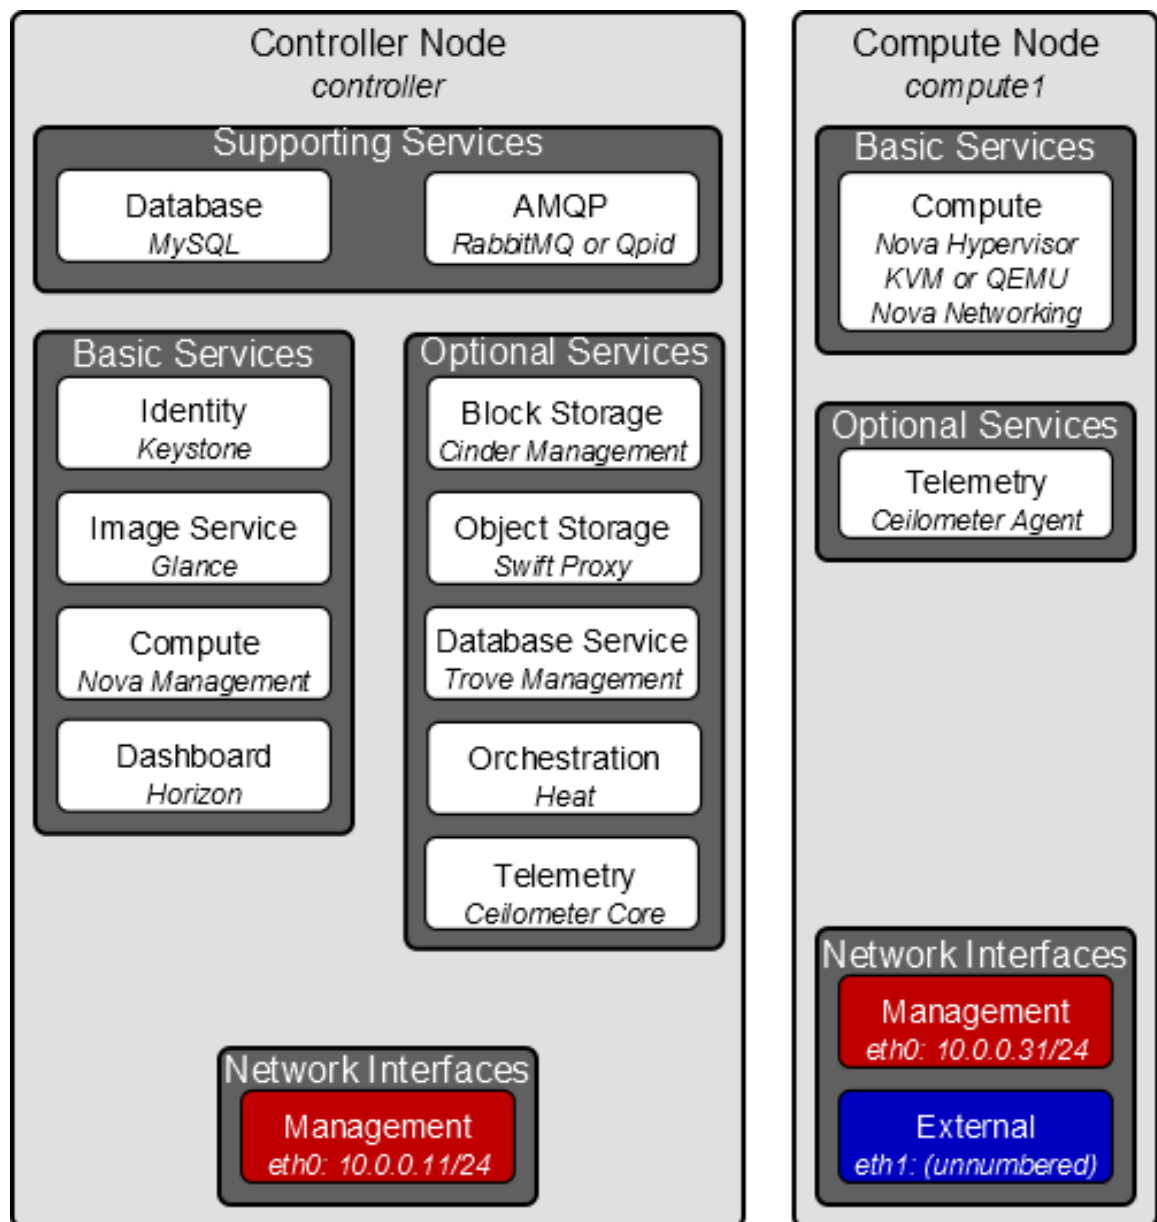 Controller Node
controller
Supporting Services
Database
MySQL
AMQP
RabbitMQ or Qpid
Basic Services
Identity
Keystone
Image Service
Glance
Compute
Nova Management
Dashboard
Horizon
Optional Services
Block Storage
Cinder Management
Object Storage
Swift Proxy
Database Service
Trove Management
Orchestration
Heat
Telemetry
Ceilometer Core
Network Interfaces
Management
eth0: 10.0.0.11/24
Compute Node
compute1
Basic Services
Compute
Nova Hypervisor
KVM or QEMU
Nova Networking
Optional Services
Telemetry
Ceilometer Agent
Network Interfaces
Management
eth0: 10.0.0.31/24
External
eth1: (unnumbered)